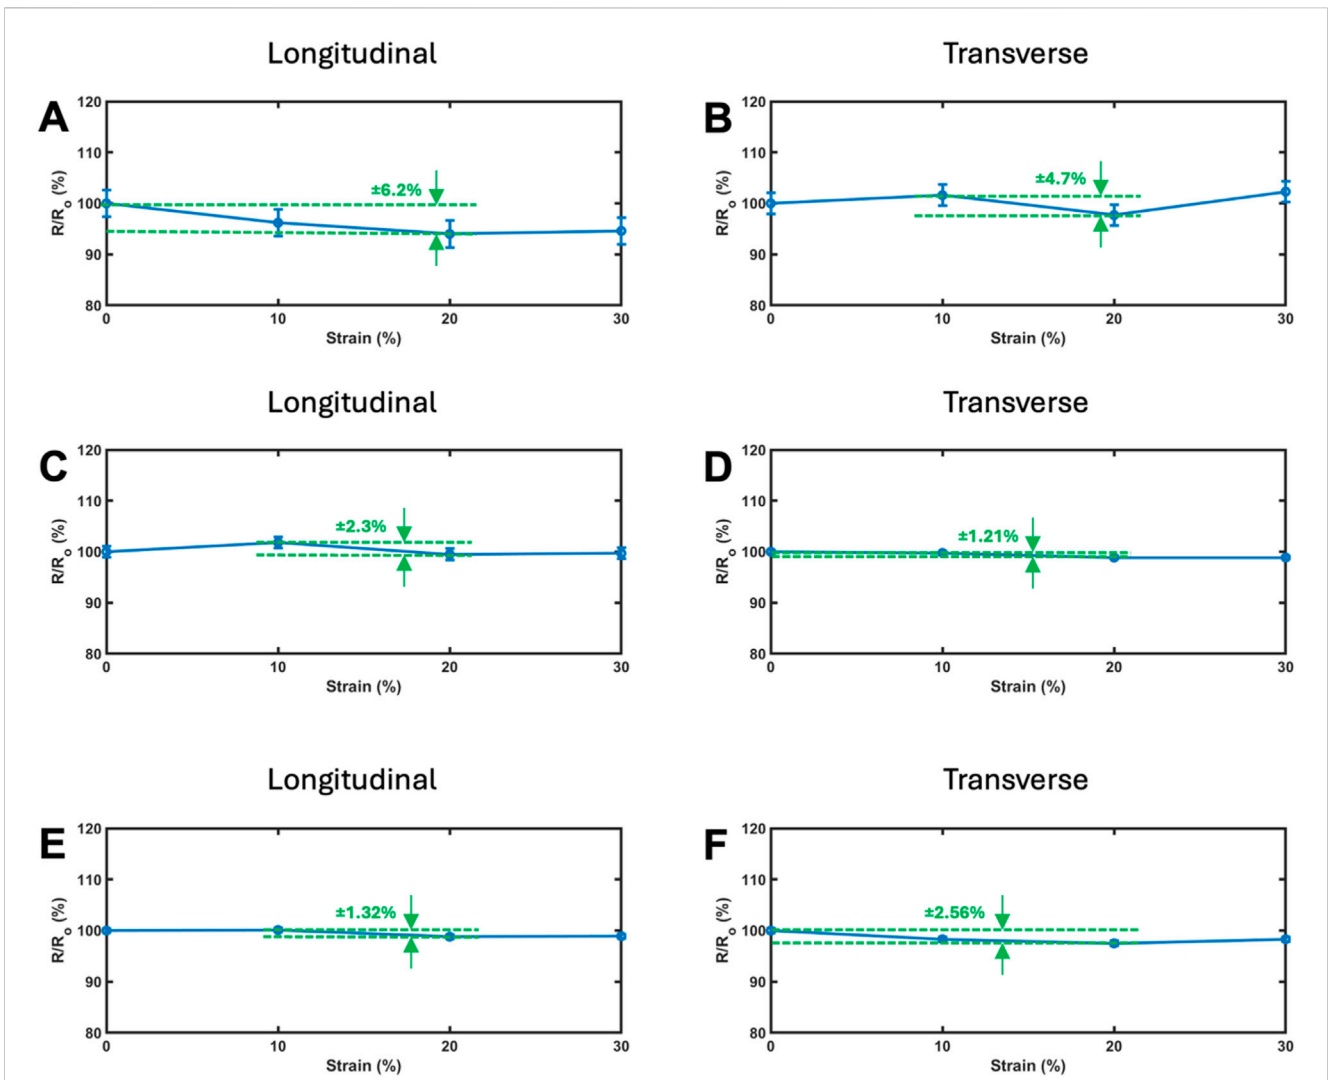 Longitudinal
A
120
110
100
90
80
R/Ro (%)
±6.2%
0 10 20 30
Strain (%)
Transverse
B
120
110
100
90
80
R/Ro (%)
±4.7%
0 10 20 30
Strain (%)
Longitudinal
C
120
110
100
90
80
R/Ro (%)
±2.3%
0 10 20 30
Strain (%)
Transverse
D
120
110
100
90
80
R/Ro (%)
±1.21%
0 10 20 30
Strain (%)
Longitudinal
E
120
110
100
90
80
R/Ro (%)
±1.32%
0 10 20 30
Strain (%)
Transverse
F
120
110
100
90
80
R/Ro (%)
±2.56%
0 10 20 30
Strain (%)